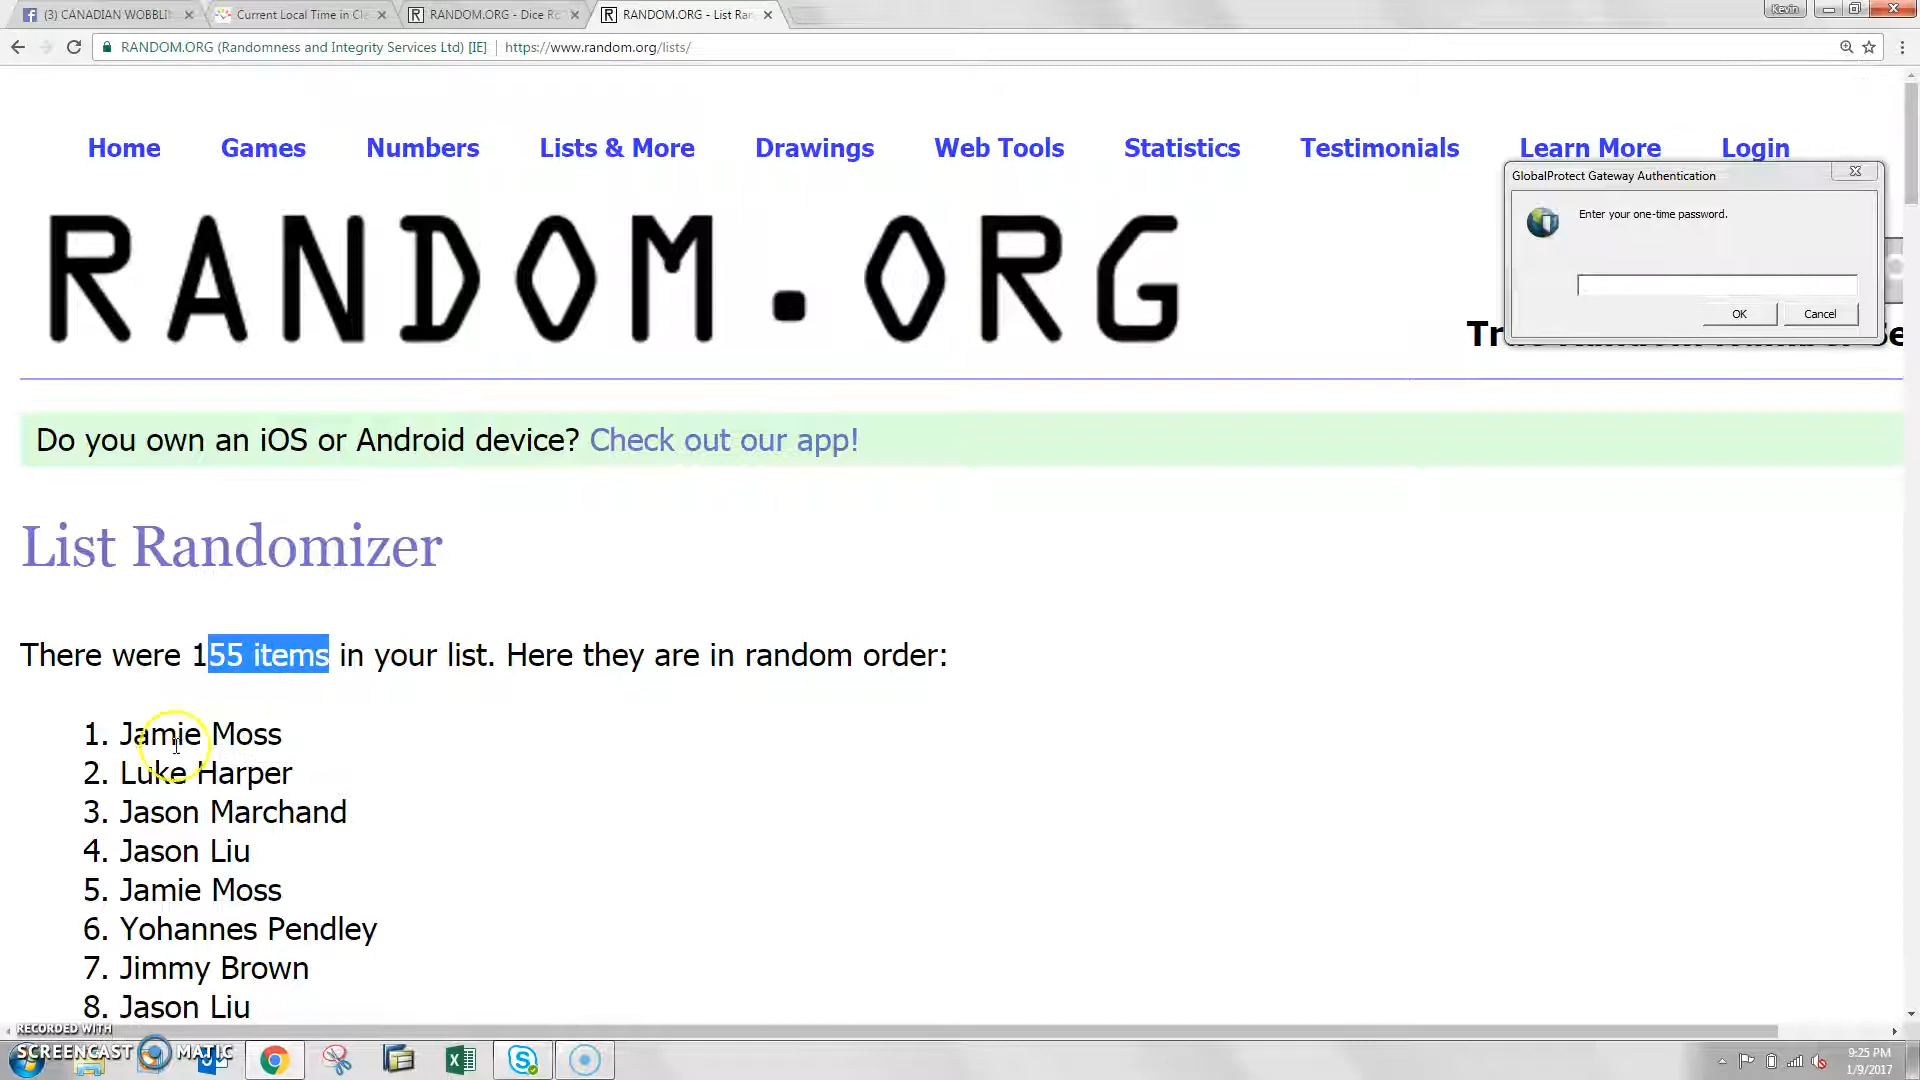 (3) CANADIAN WOBBLI
Current Local Time in Cle
RANDOM.ORG - Dice Ro
RANDOM.ORG - List Ran
Kevin
RANDOM.ORG (Randomness and Integrity Services Ltd) [IE]
https://www.random.org/lists/
Home Games Numbers Lists & More Drawings Web Tools Statistics Testimonials Learn More Login
GlobalProtect Gateway Authentication
Enter your one-time password.
OK Cancel
RANDOM.ORG
Do you own an iOS or Android device? Check out our app!
List Randomizer
There were 155 items in your list. Here they are in random order:
1. Jamie Moss
2. Luke Harper
3. Jason Marchand
4. Jason Liu
5. Jamie Moss
6. Yohannes Pendley
7. Jimmy Brown
8. Jason Liu
RECORDED WITH
SCREENCAST MATIC
9:25 PM
1/9/2017